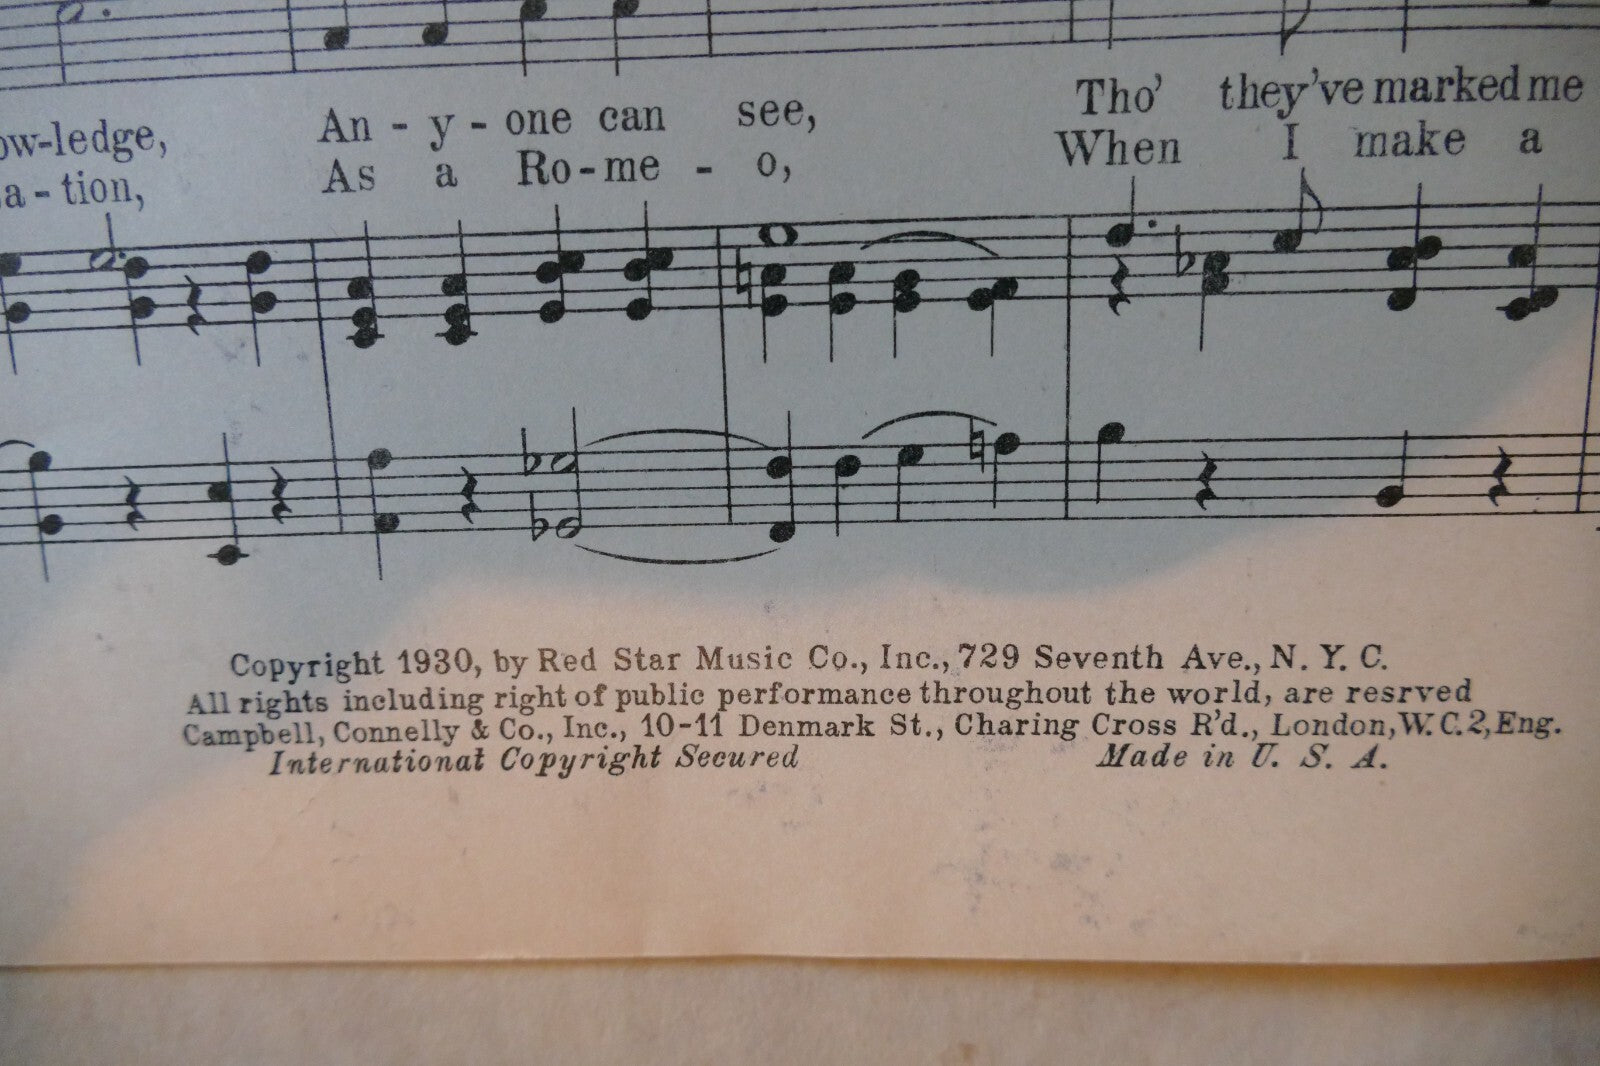 ow-ledge, An - y - one can see, Tho' they've marked me
a - tion, As a Ro - me - o, When I make a
Copyright 1930, by Red Star Music Co., Inc., 729 Seventh Ave., N. Y. C.
All rights including right of public performance throughout the world, are resrved
Campbell, Connelly & Co., Inc., 10-11 Denmark St., Charing Cross R'd., London, W. C. 2, Eng.
International Copyright Secured Made in U. S. A.